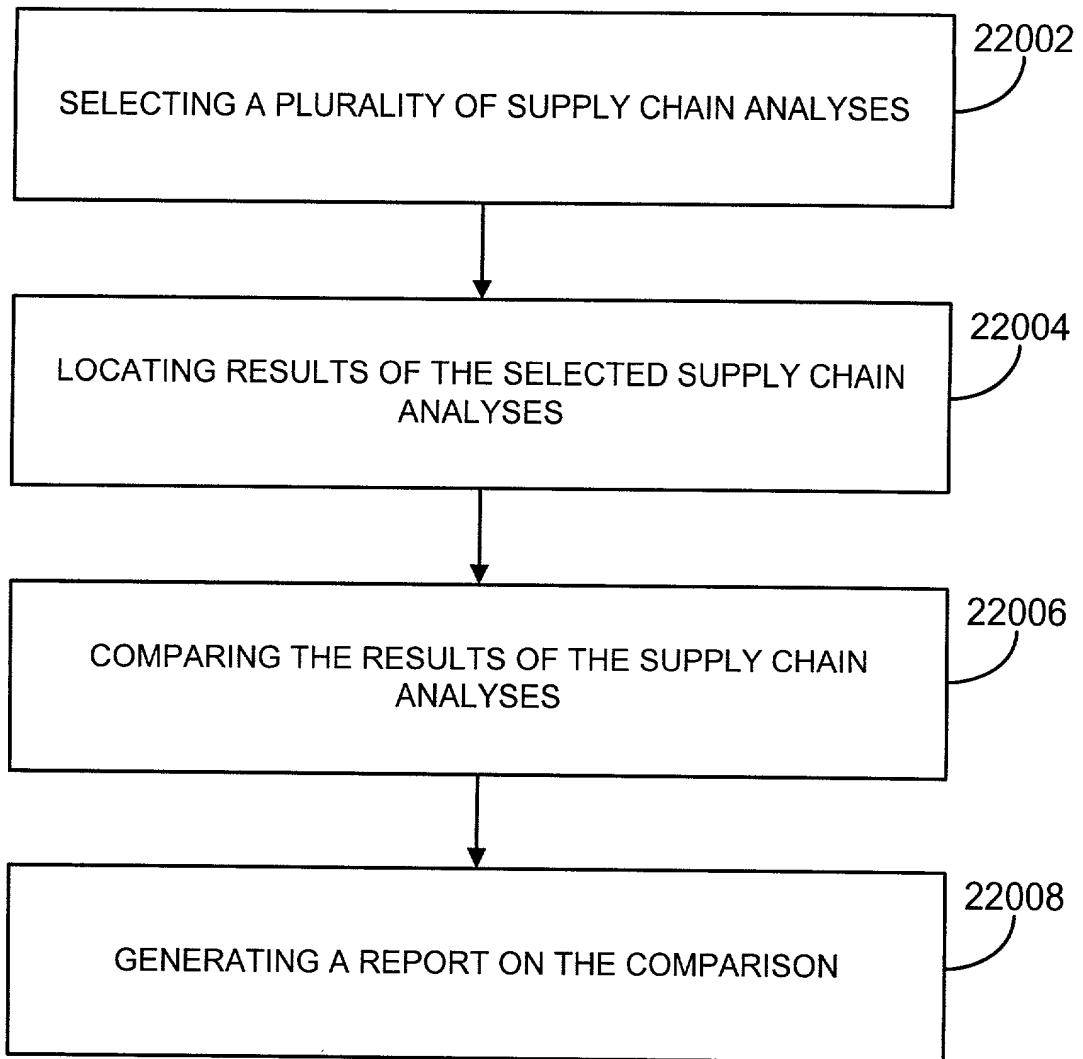 22002
SELECTING A PLURALITY OF SUPPLY CHAIN ANALYSES
22004
LOCATING RESULTS OF THE SELECTED SUPPLY CHAIN
ANALYSES
22006
COMPARING THE RESULTS OF THE SUPPLY CHAIN
ANALYSES
22008
GENERATING A REPORT ON THE COMPARISON